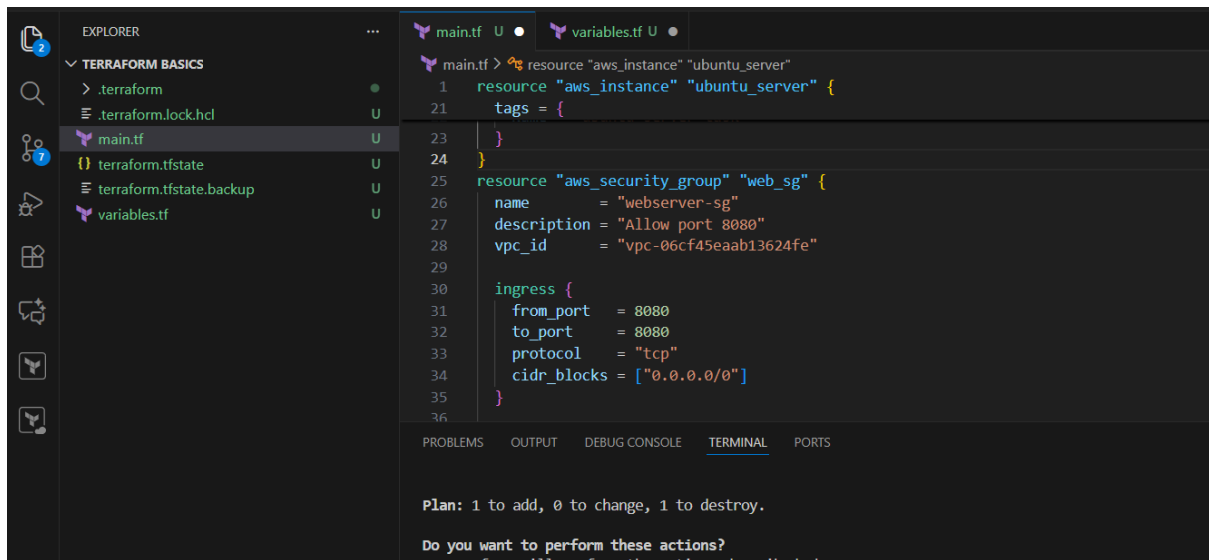 EXPLORER
TERRAFORM BASICS
.terraform
.terraform.lock.hcl U
main.tf U
terraform.tfstate U
terraform.tfstate.backup U
variables.tf U
2
7
main.tf U
variables.tf U
main.tf > resource "aws_instance" "ubuntu_server"
1 resource "aws_instance" "ubuntu_server" {
21 tags = {
23 }
24 }
25 resource "aws_security_group" "web_sg" {
26 name = "webserver-sg"
27 description = "Allow port 8080"
28 vpc_id = "vpc-06cf45eaab13624fe"
29
30 ingress {
31 from_port = 8080
32 to_port = 8080
33 protocol = "tcp"
34 cidr_blocks = ["0.0.0.0/0"]
35 }
36
PROBLEMS OUTPUT DEBUG CONSOLE TERMINAL PORTS
Plan: 1 to add, 0 to change, 1 to destroy.
Do you want to perform these actions?